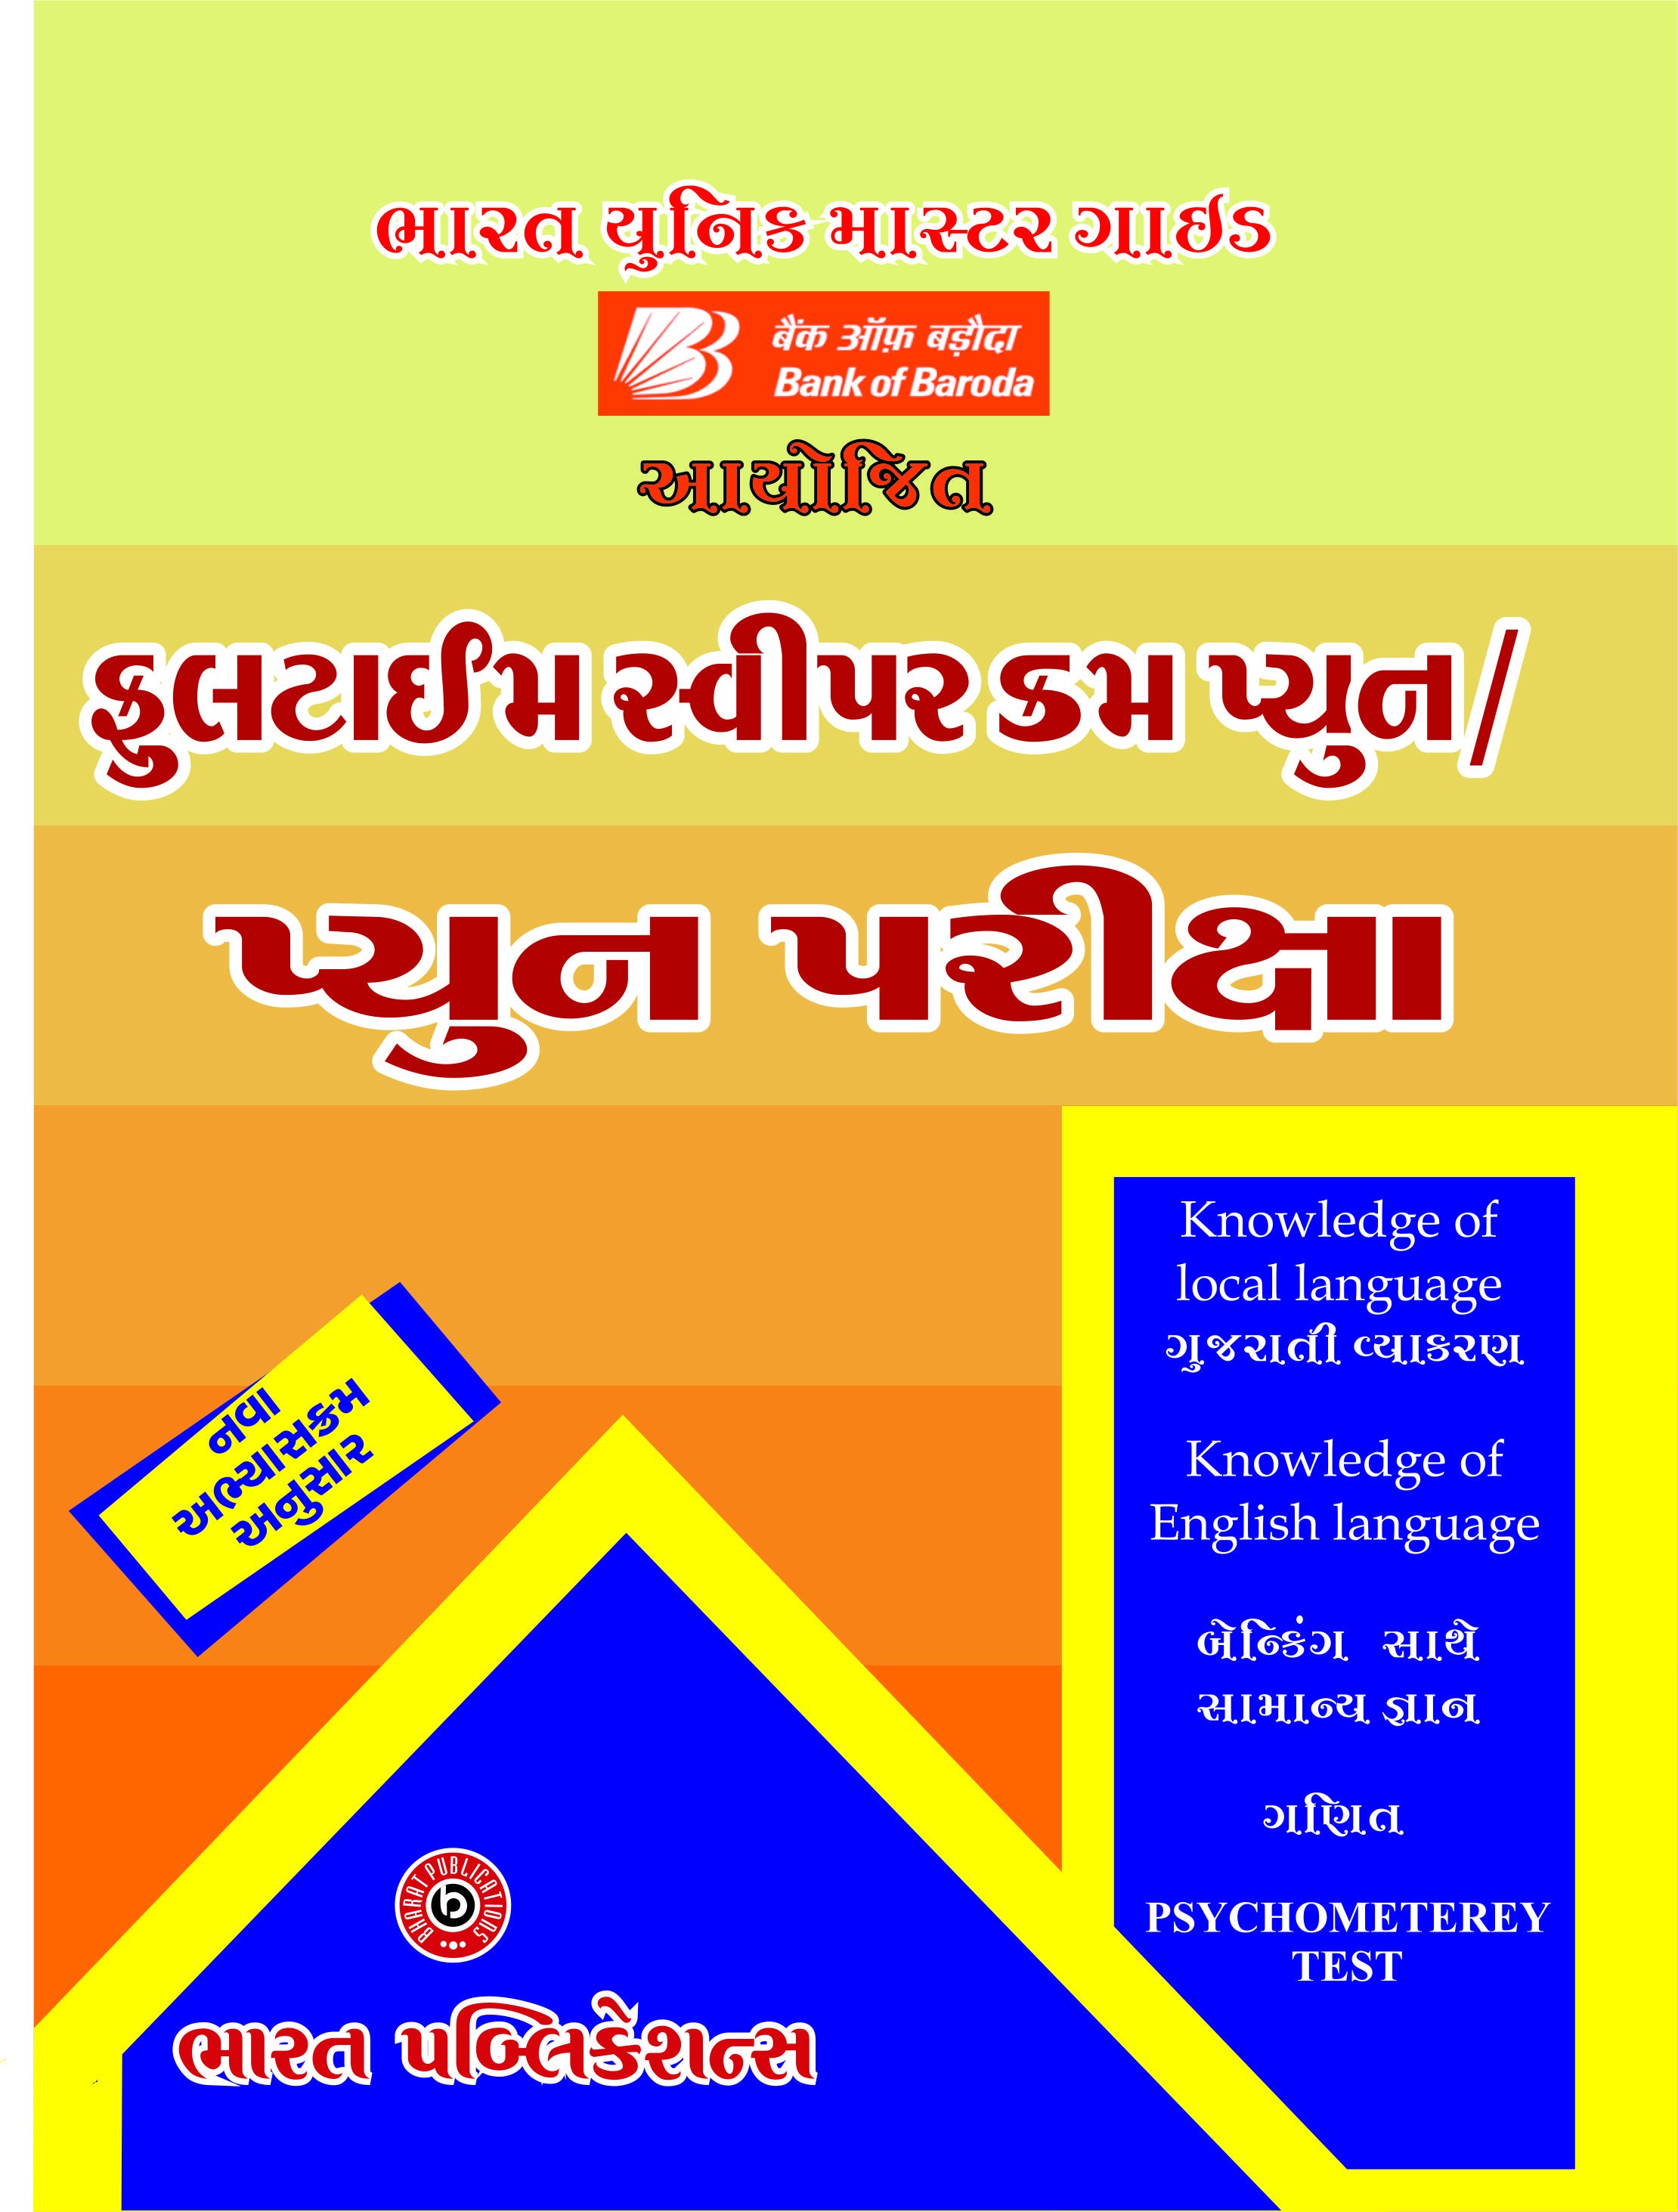 ભારત યુનિક માસ્ટર ગાઈડ
बैंक ऑफ़ बड़ौदा
Bank of Baroda
આયોજિત
ફુલટાઈમ સ્વીપર કમ પ્યુન/
પ્યુન પરીક્ષા
Knowledge of
local language
ગુજરાતી વ્યાકરણ
Knowledge of
English language
બેન્કિંગ સાથે
સામાન્ય જ્ઞાન
ગણિત
PSYCHOMETEREY
TEST
નવા
અભ્યાસક્રમ
અનુસાર
BHARAT PUBLICATIONS
b
ભારત પબ્લિકેશન્સ